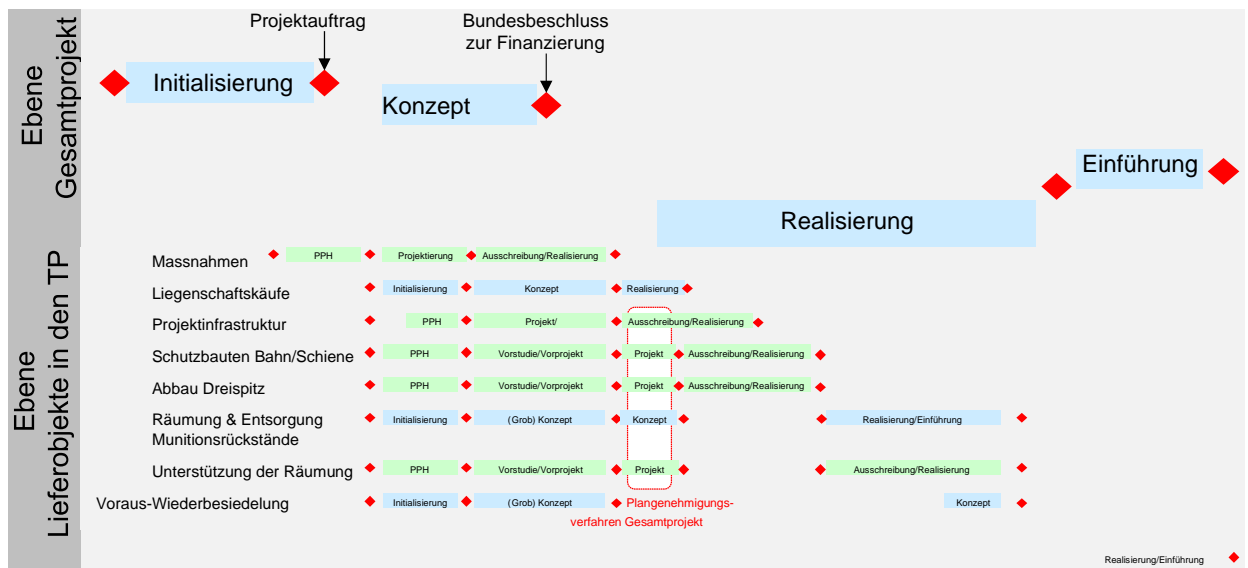 Ebene
Gesamtprojekt
Projektauftrag
Bundesbeschluss
zur Finanzierung
Initialisierung
Konzept
Einführung
Realisierung
Ebene
Lieferobjekte in den TP
Massnahmen
PPH
Projektierung
Ausschreibung/Realisierung
Liegenschaftskäufe
Initialisierung
Konzept
Realisierung
Projektinfrastruktur
PPH
Projekt/
Ausschreibung/Realisierung
Schutzbauten Bahn/Schiene
PPH
Vorstudie/Vorprojekt
Projekt
Ausschreibung/Realisierung
Abbau Dreispitz
PPH
Vorstudie/Vorprojekt
Projekt
Ausschreibung/Realisierung
Räumung & Entsorgung
Munitionsrückstände
Initialisierung
(Grob) Konzept
Konzept
Realisierung/Einführung
Unterstützung der Räumung
PPH
Vorstudie/Vorprojekt
Projekt
Ausschreibung/Realisierung
Voraus-Wiederbesiedelung
Initialisierung
(Grob) Konzept
Plangenehmigungs-
verfahren Gesamtprojekt
Konzept
Realisierung/Einführung